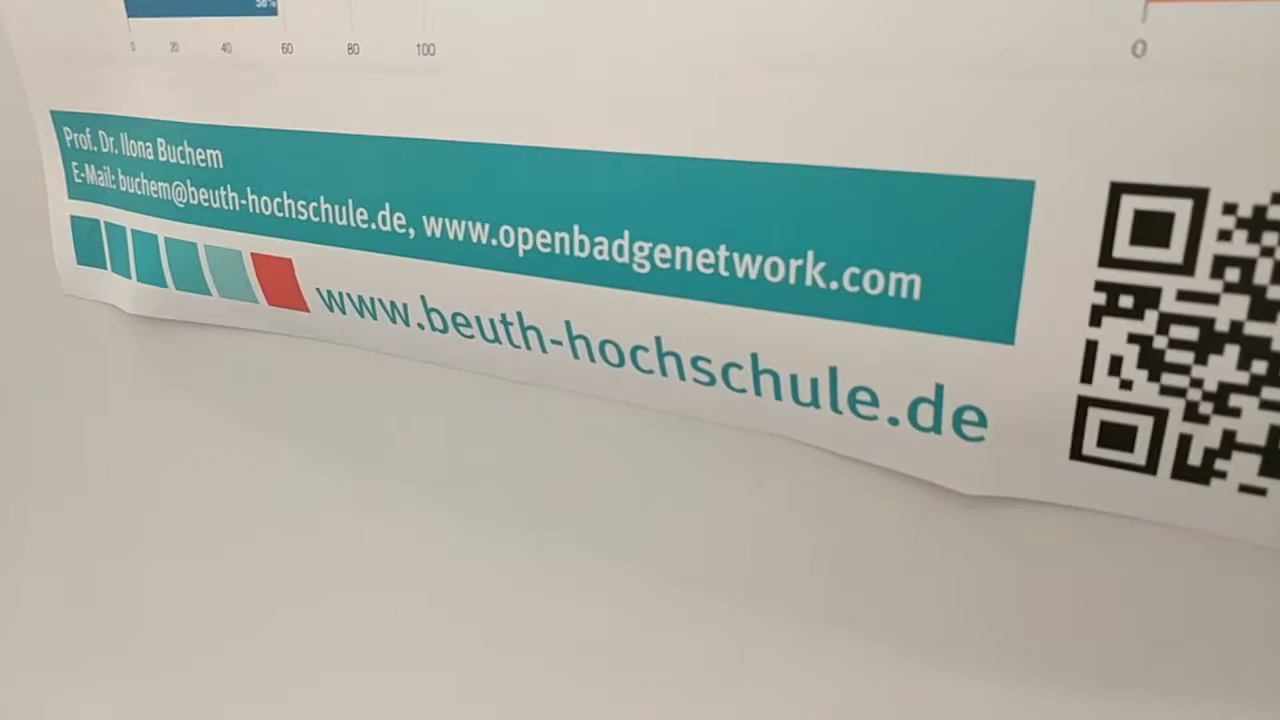 58%
0 20 40 60 80 100
0
Prof. Dr. Ilona Buchem
E-Mail: buchem@beuth-hochschule.de, www.openbadgenetwork.com
www.beuth-hochschule.de